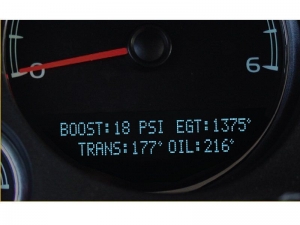 0 6
BOOST:18 PSI EGT:1375°
TRANS:177° OIL:216°